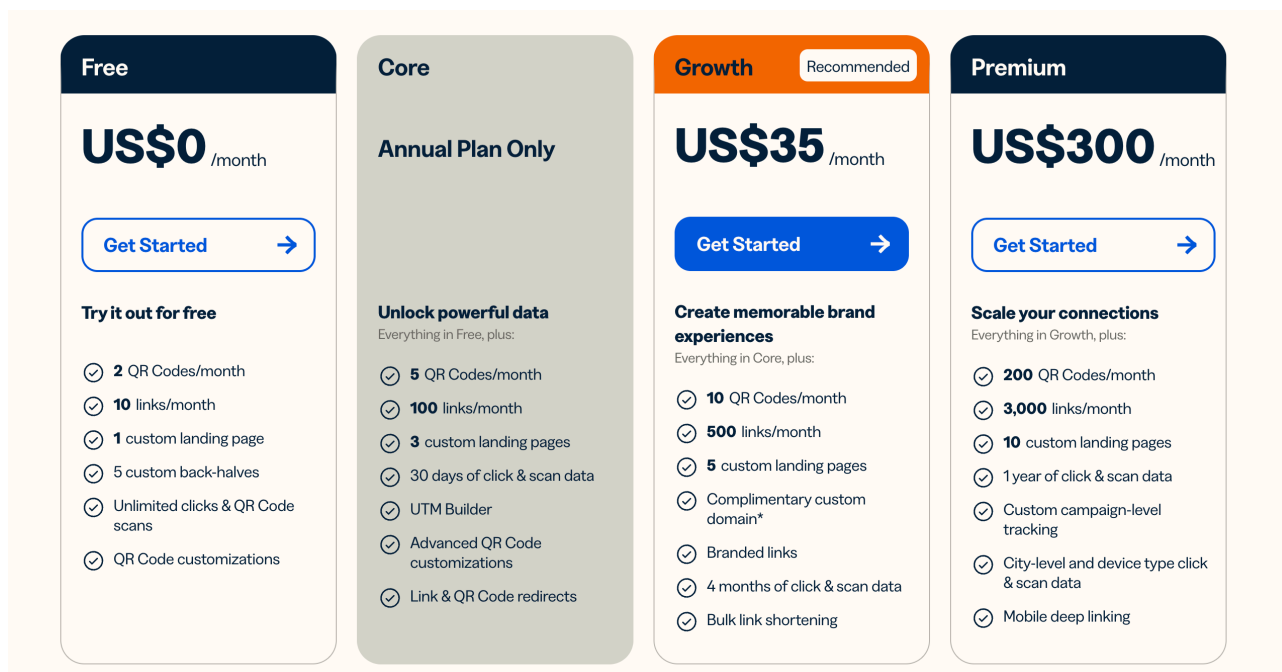 Free
US$0 /month
Get Started
Try it out for free
2 QR Codes/month
10 links/month
1 custom landing page
5 custom back-halves
Unlimited clicks & QR Code
scans
QR Code customizations
Core
Annual Plan Only
Unlock powerful data
Everything in Free, plus:
5 QR Codes/month
100 links/month
3 custom landing pages
30 days of click & scan data
UTM Builder
Advanced QR Code
customizations
Link & QR Code redirects
Growth
Recommended
US$35 /month
Get Started
Create memorable brand
experiences
Everything in Core, plus:
10 QR Codes/month
500 links/month
5 custom landing pages
Complimentary custom
domain*
Branded links
4 months of click & scan data
Bulk link shortening
Premium
US$300 /month
Get Started
Scale your connections
Everything in Growth, plus:
200 QR Codes/month
3,000 links/month
10 custom landing pages
1 year of click & scan data
Custom campaign-level
tracking
City-level and device type click
& scan data
Mobile deep linking